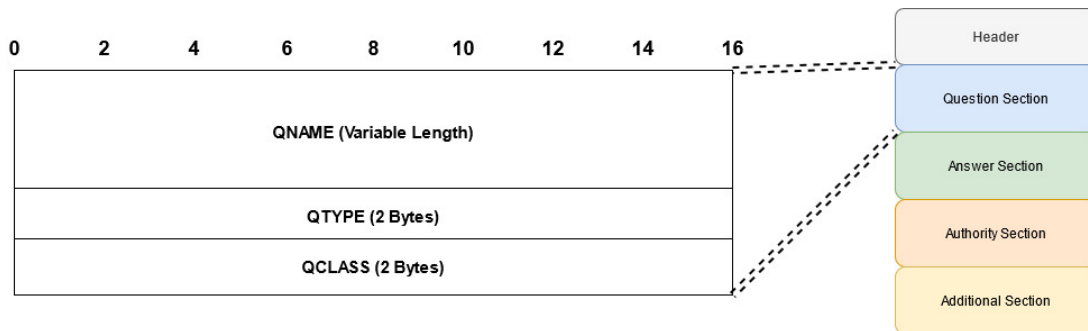 0 2 4 6 8 10 12 14 16
QNAME (Variable Length)
QTYPE (2 Bytes)
QCLASS (2 Bytes)
Header
Question Section
Answer Section
Authority Section
Additional Section